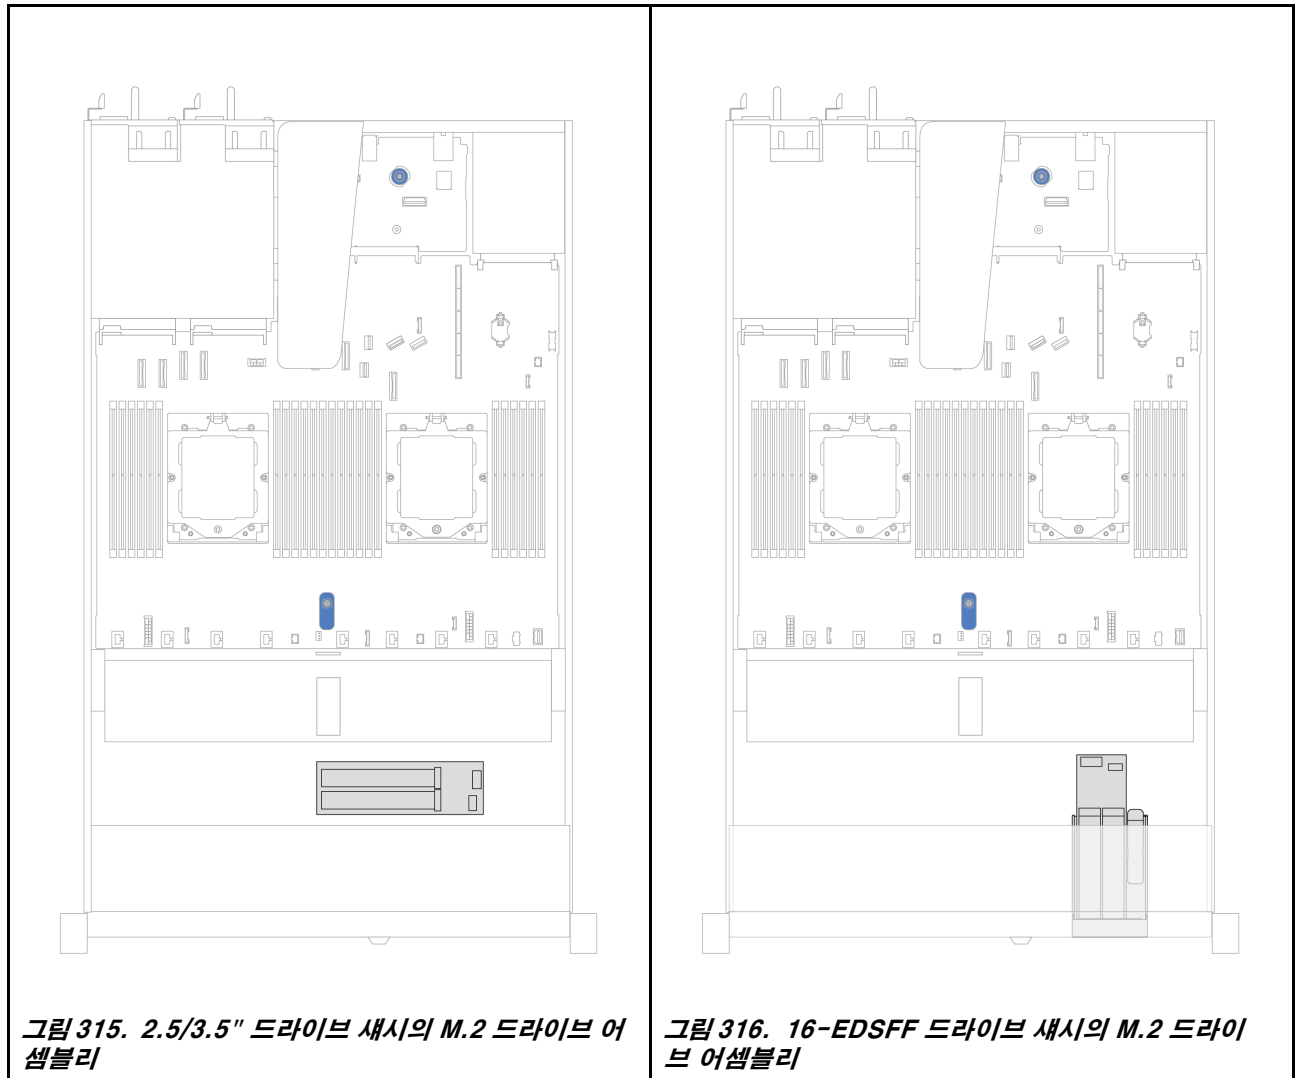 그림 315. 2.5/3.5" 드라이브 섀시의 M.2 드라이브 어
셈블리
그림 316. 16-EDSFF 드라이브 섀시의 M.2 드라이
브 어셈블리